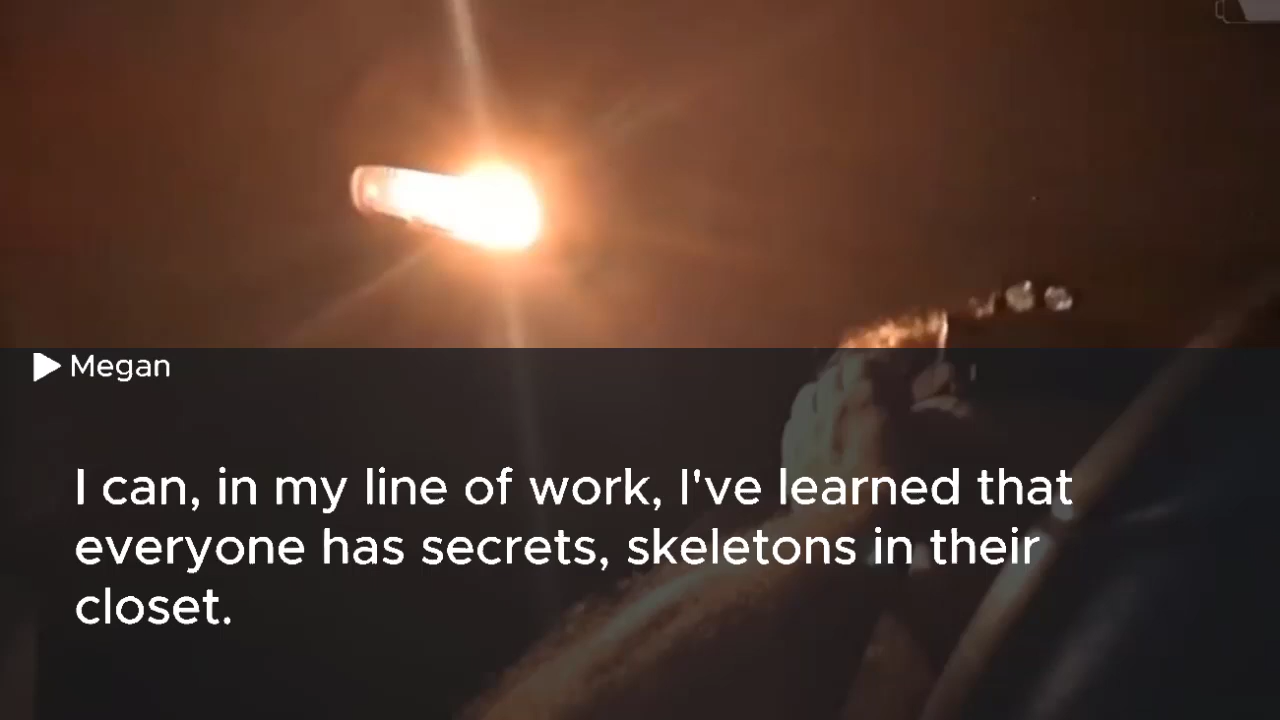 Megan
I can, in my line of work, I've learned that
everyone has secrets, skeletons in their
closet.